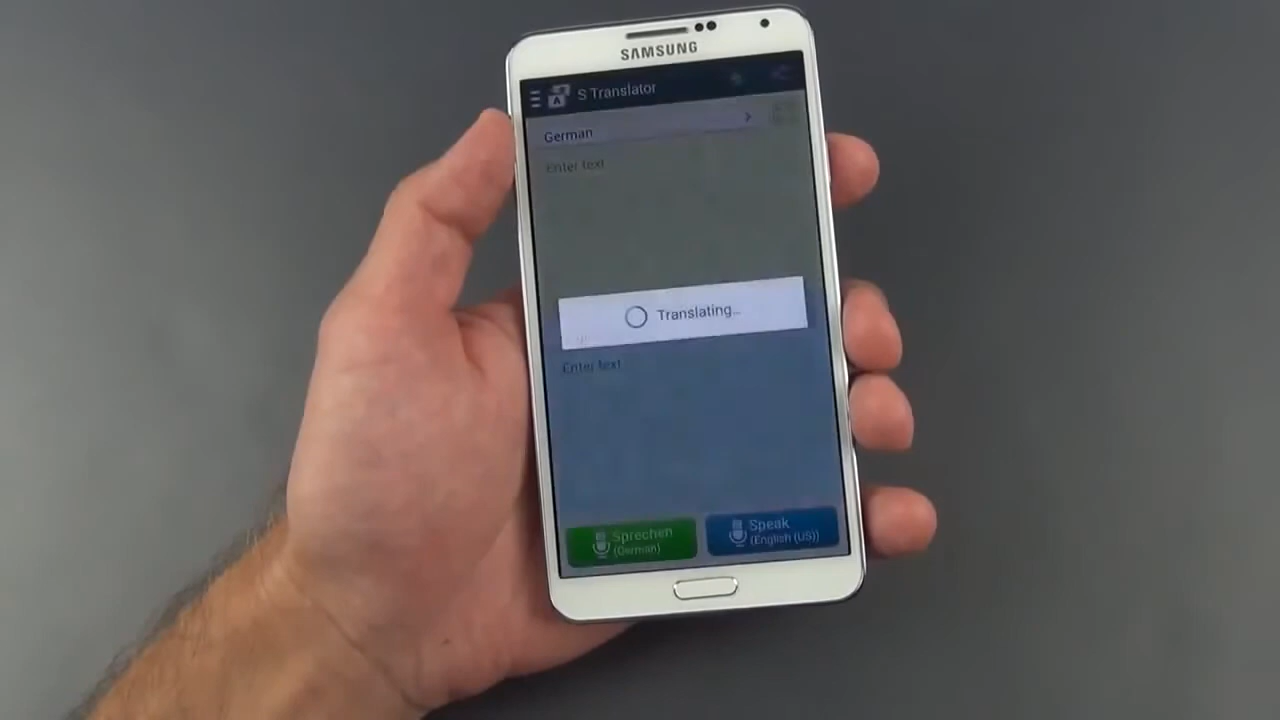 SAMSUNG
S Translator
German
Enter text
Translating...
Enter text
Sprechen
(German)
Speak
(English (US))